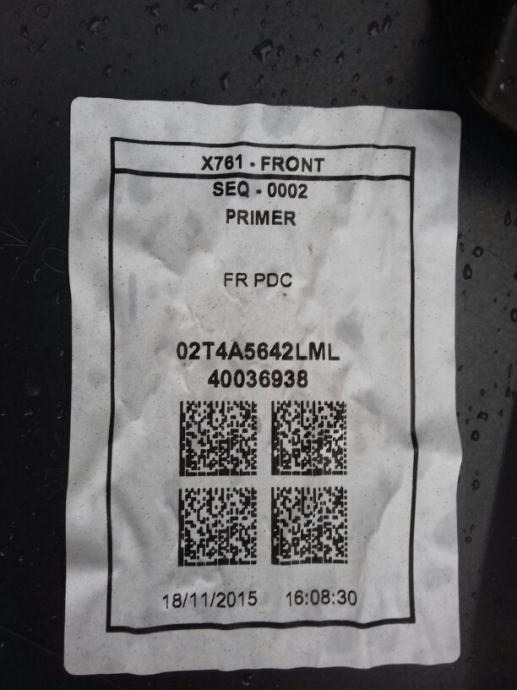 X761 - FRONT
SEQ - 0002
PRIMER
FR PDC
02T4A5642LML
40036938
18/11/2015 16:08:30